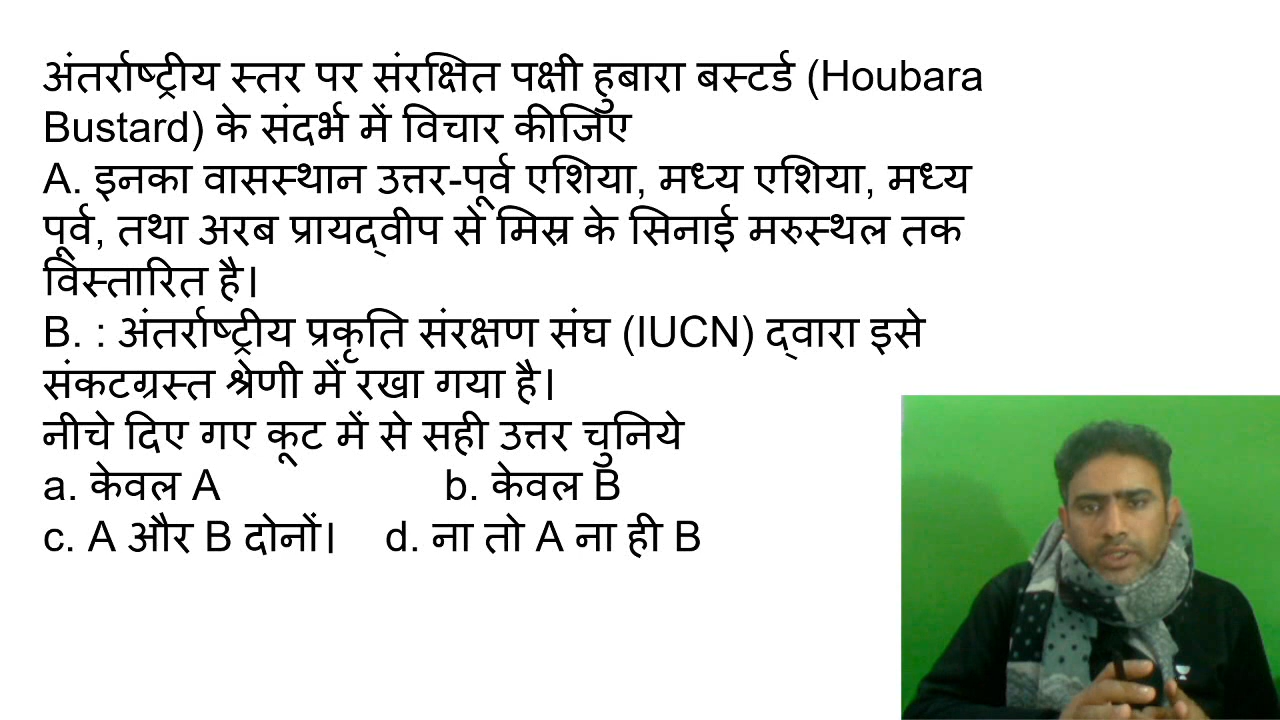 अंतर्राष्ट्रीय स्तर पर संरक्षित पक्षी हुबारा बस्टर्ड (Houbara
Bustard) के संदर्भ में विचार कीजिए
A. इनका वासस्थान उत्तर-पूर्व एशिया, मध्य एशिया, मध्य
पूर्व, तथा अरब प्रायद्वीप से मिस्र के सिनाई मरुस्थल तक
विस्तारित है।
B. : अंतर्राष्ट्रीय प्रकृति संरक्षण संघ (IUCN) द्वारा इसे
संकटग्रस्त श्रेणी में रखा गया है।
नीचे दिए गए कूट में से सही उत्तर चुनिये
a. केवल A b. केवल B
c. A और B दोनों। d. ना तो A ना ही B